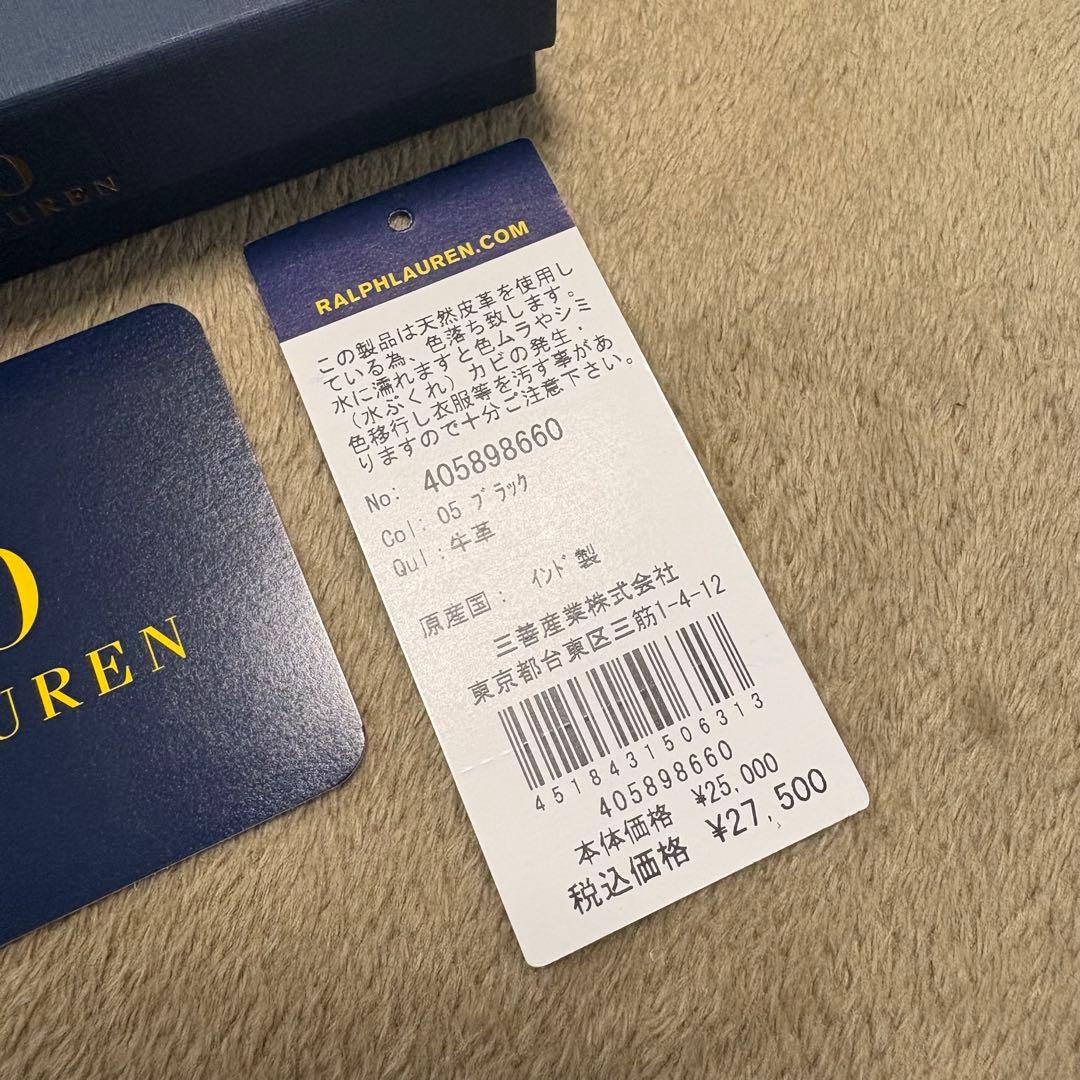 O
UREN
O
UREN
RALPHLAUREN.COM
この製品は天然皮革を使用し
ている為、色落ち致します。
水に濡れますと色ムラやシミ
（水ぶくれ）カビの発生・
色移行し衣服等を汚す事があ
りますので十分ご注意下さい。
No: 405898660
Col: 05 ﾌﾞﾗｯｸ
Qul:牛革
原産国: ｲﾝﾄﾞ製
三善産業株式会社
東京都台東区三筋1-4-12
4518431506313
405898660
本体価格 ¥25,000
税込価格 ¥27,500